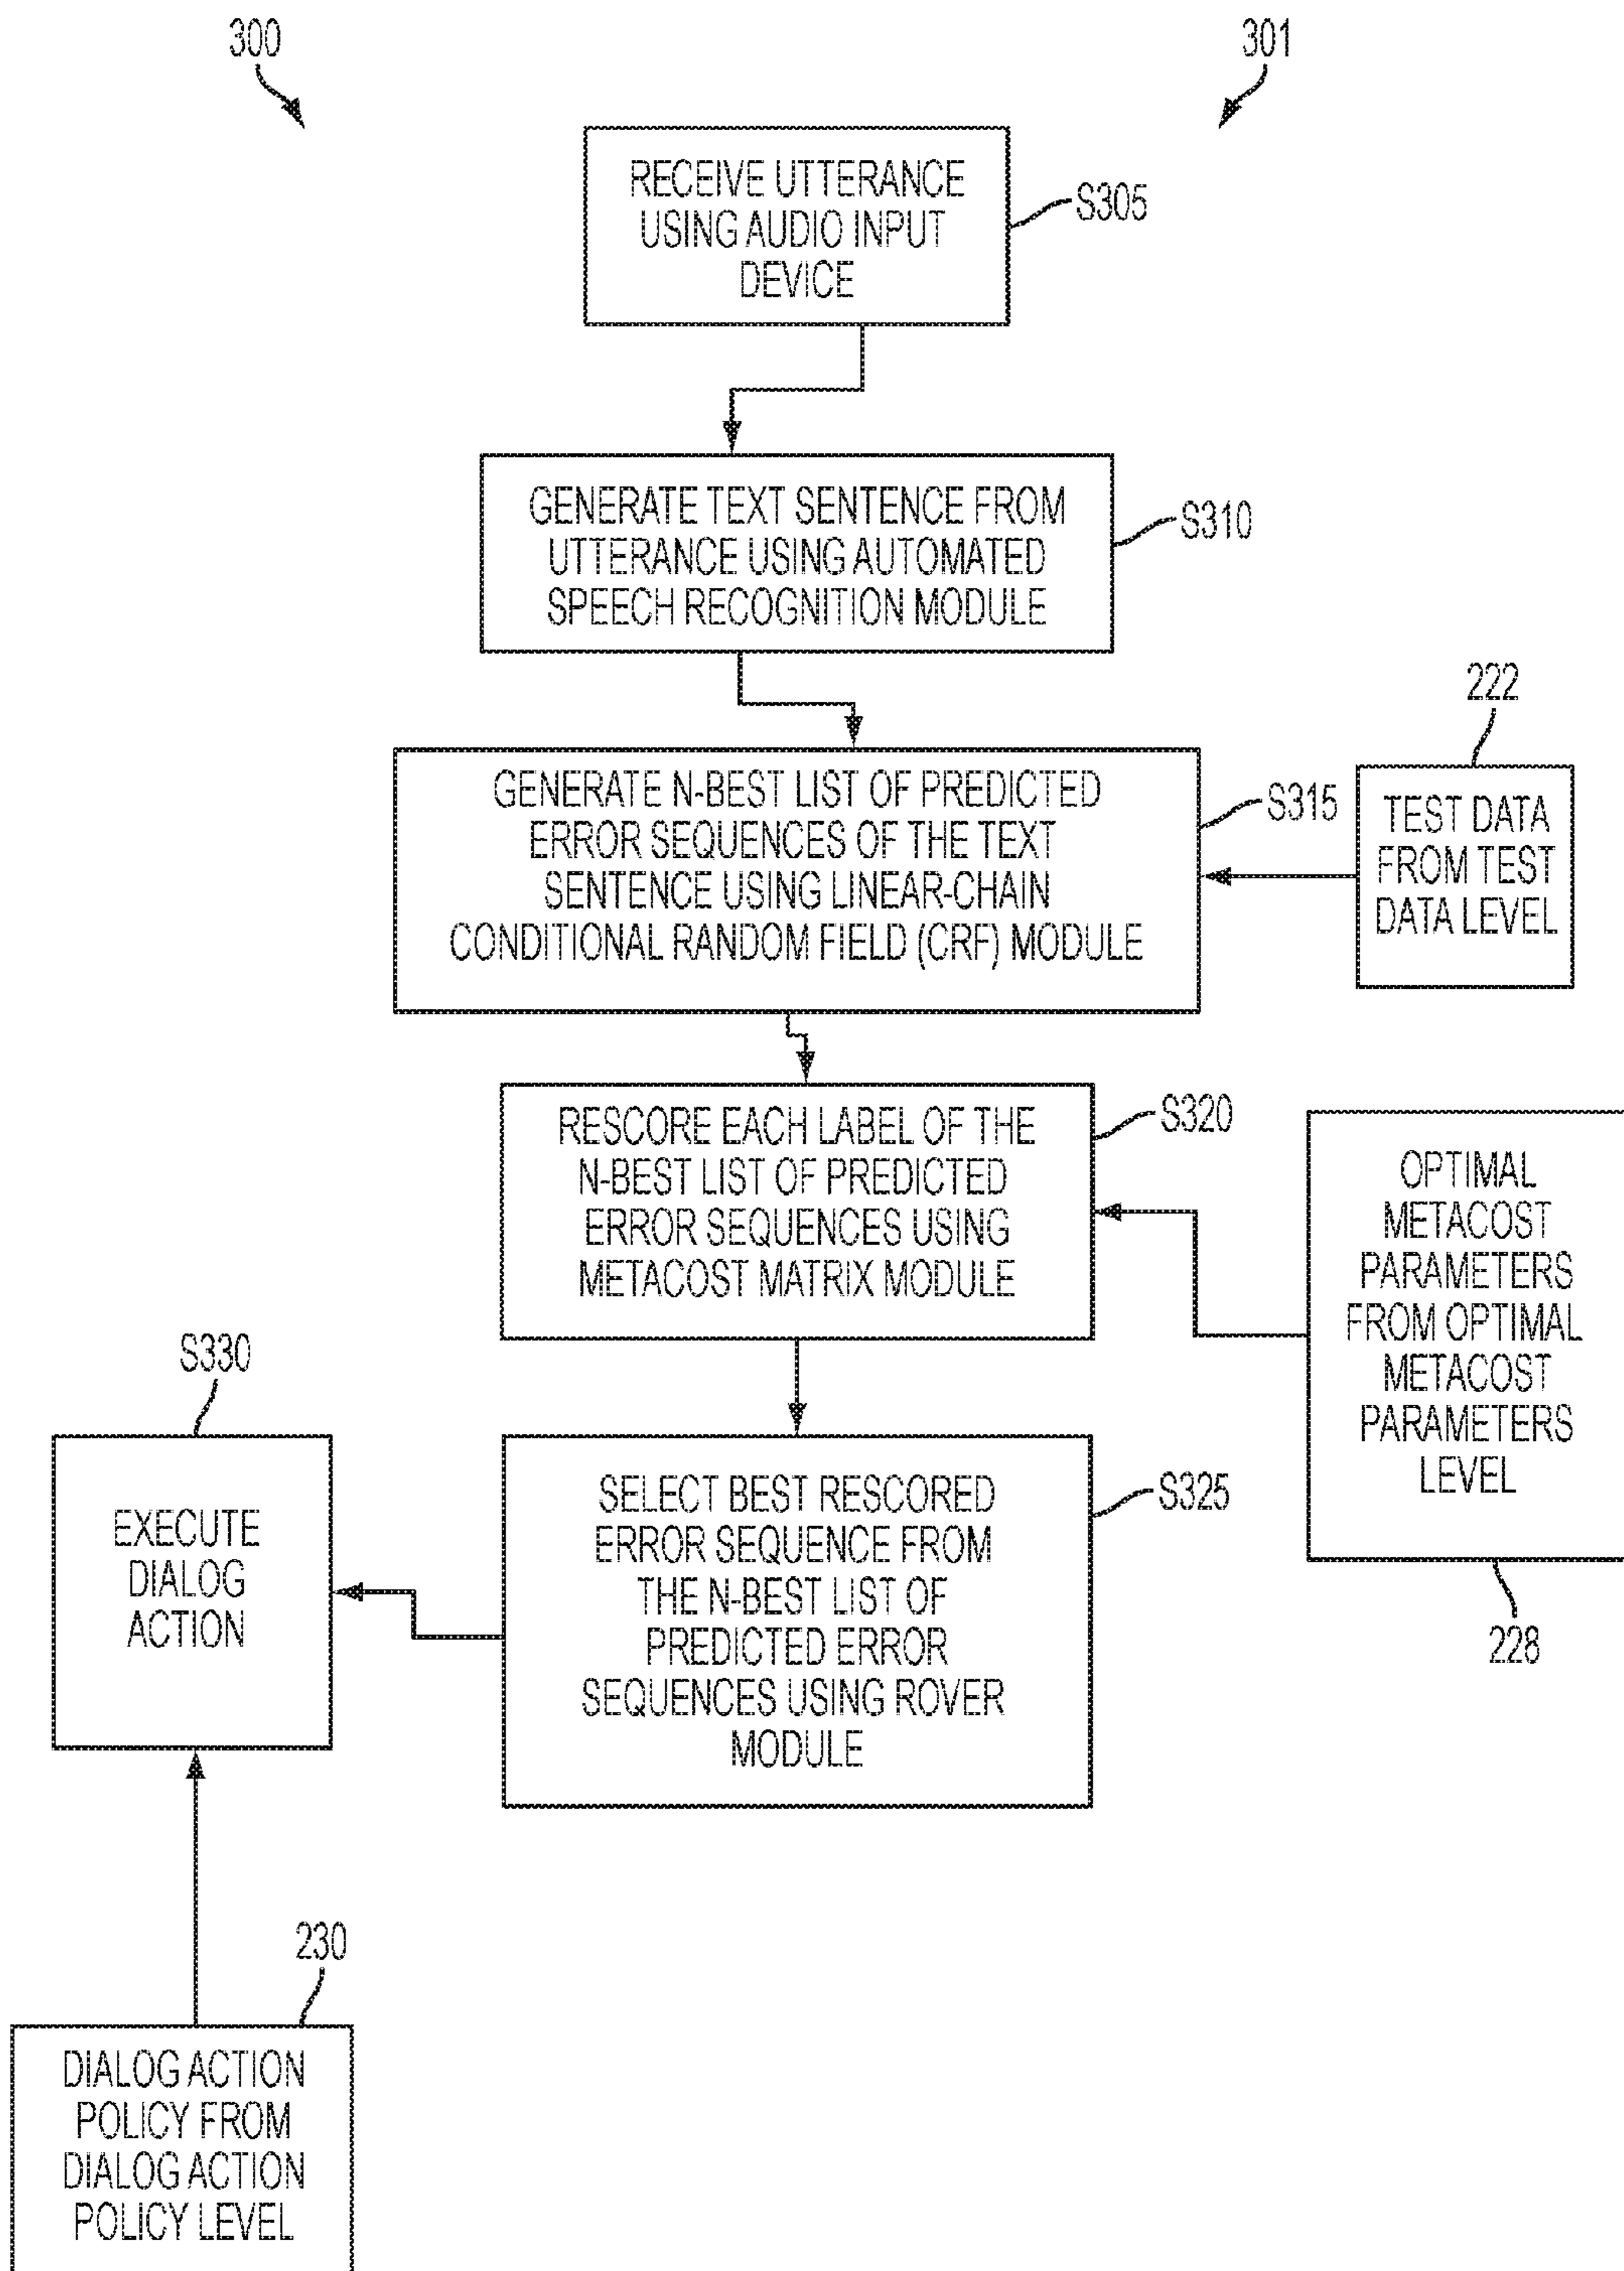 300
301
RECEIVE UTTERANCE
USING AUDIO INPUT
DEVICE
S305
GENERATE TEXT SENTENCE FROM
UTTERANCE USING AUTOMATED
SPEECH RECOGNITION MODULE
S310
GENERATE N-BEST LIST OF PREDICTED
ERROR SEQUENCES OF THE TEXT
SENTENCE USING LINEAR-CHAIN
CONDITIONAL RANDOM FIELD (CRF) MODULE
S315
222
TEST DATA
FROM TEST
DATA LEVEL
RESCORE EACH LABEL OF THE
N-BEST LIST OF PREDICTED
ERROR SEQUENCES USING
METACOST MATRIX MODULE
S320
OPTIMAL
METACOST
PARAMETERS
FROM OPTIMAL
METACOST
PARAMETERS
LEVEL
228
S330
EXECUTE
DIALOG
ACTION
SELECT BEST RESCORED
ERROR SEQUENCE FROM
THE N-BEST LIST OF
PREDICTED ERROR
SEQUENCES USING ROVER
MODULE
S325
230
DIALOG ACTION
POLICY FROM
DIALOG ACTION
POLICY LEVEL